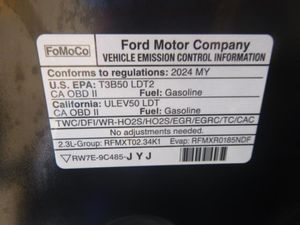 FoMoCo
Ford Motor Company
VEHICLE EMISSION CONTROL INFORMATION
Conforms to regulations: 2024 MY
U.S. EPA: T3B50 LDT2
CA OBD II Fuel: Gasoline
California: ULEV50 LDT
CA OBD II Fuel: Gasoline
TWC/DFI/WR-HO2S/HO2S/EGR/EGRC/TC/CAC
No adjustments needed.
2.3L-Group: RFMXT02.34K1 Evap: RFMXR0185NDF
RW7E-9C485-JYJ